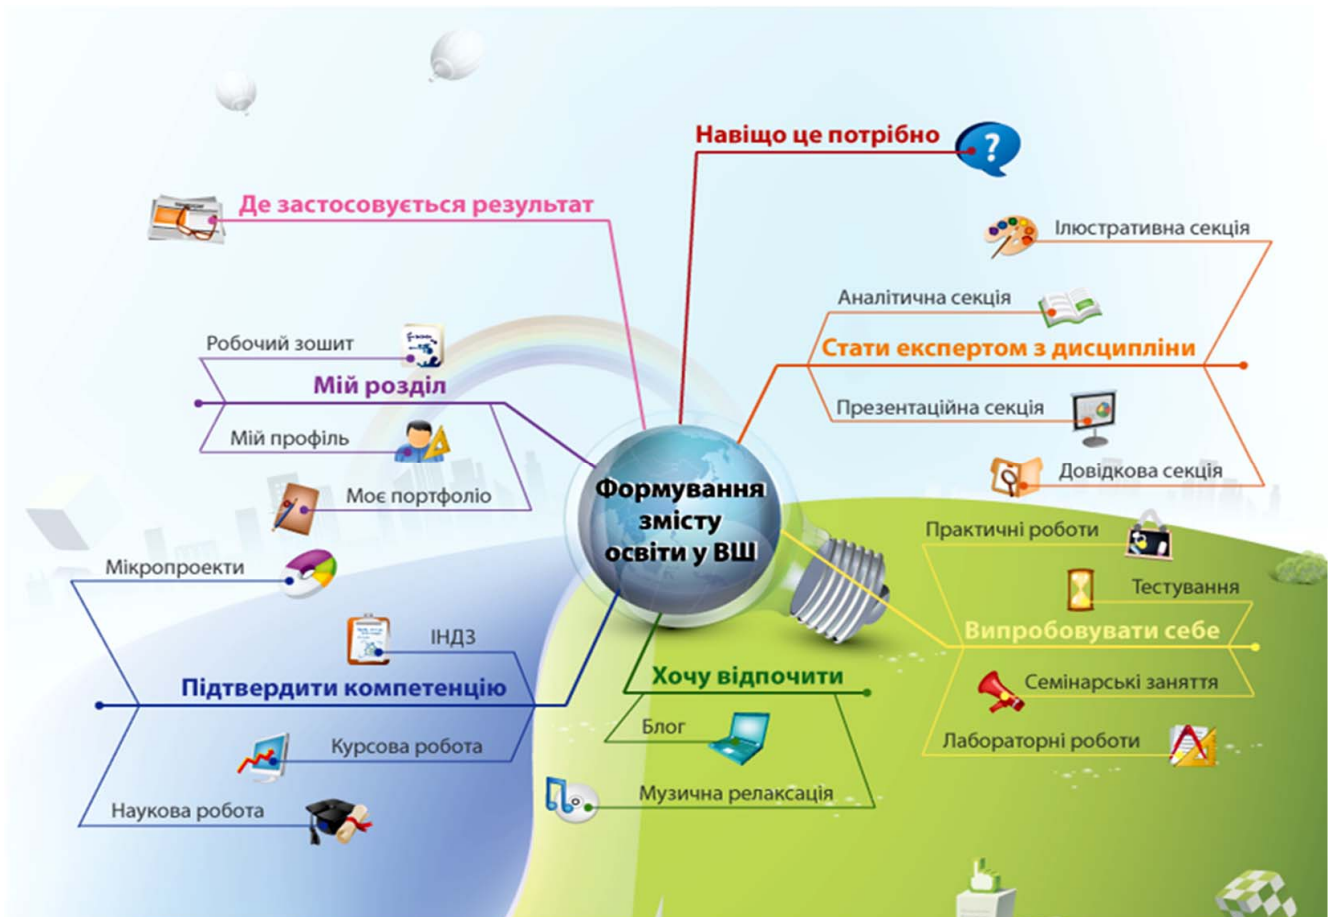 Навіщо це потрібно
?
Де застосовується результат
Ілюстративна секція
Аналітична секція
Стати експертом з дисципліни
Презентаційна секція
Довідкова секція
Робочий зошит
Мій розділ
Мій профіль
Моє портфоліо
Формування
змісту
освіти у ВШ
Практичні роботи
Тестування
Випробовувати себе
Семінарські заняття
Лабораторні роботи
Мікропроекти
ІНДЗ
Підтвердити компетенцію
Курсова робота
Наукова робота
Хочу відпочити
Блог
Музична релаксація